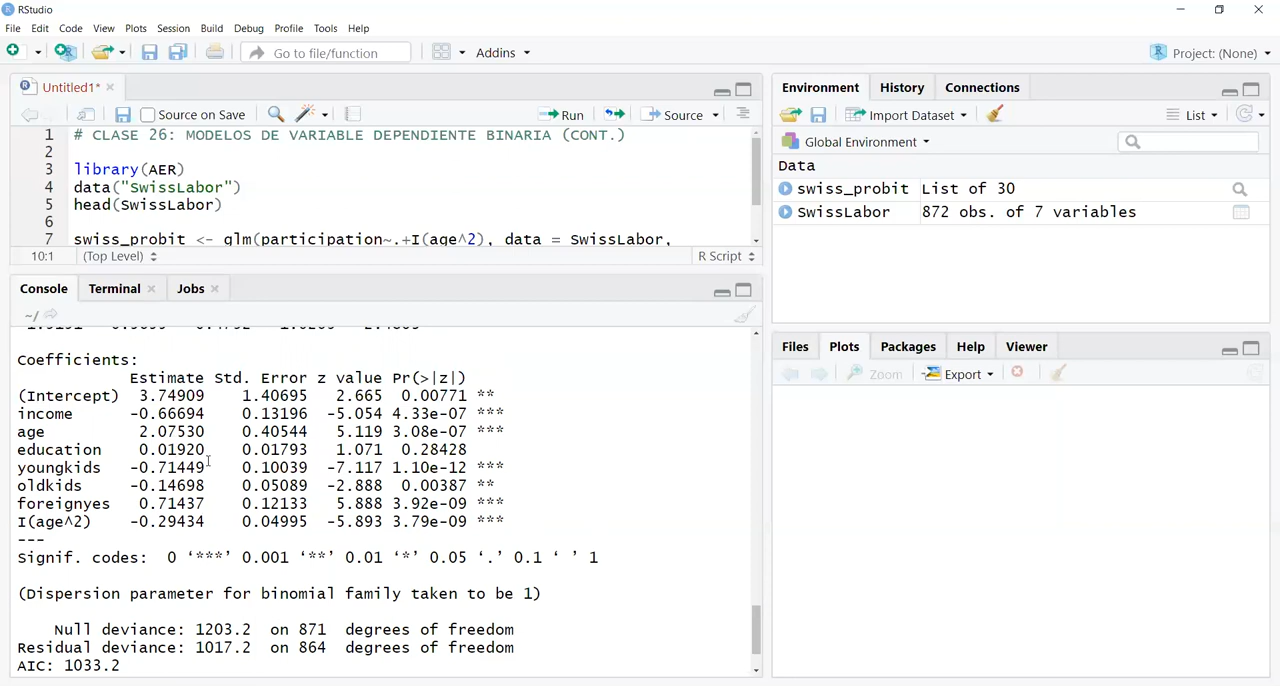 RStudio
File Edit Code View Plots Session Build Debug Profile Tools Help
Go to file/function
Addins
Project: (None)
Untitled1*
Source on Save
Run
Source
1 # CLASE 26: MODELOS DE VARIABLE DEPENDIENTE BINARIA (CONT.)
2
3 library(AER)
4 data("SwissLabor")
5 head(SwissLabor)
6
7 swiss_probit <- glm(participation~.+I(age^2), data = SwissLabor,
10:1 (Top Level) R Script
Console Terminal Jobs
~/
Coefficients:
Estimate Std. Error z value Pr(>|z|)
(Intercept) 3.74909 1.40695 2.665 0.00771 **
income -0.66694 0.13196 -5.054 4.33e-07 ***
age 2.07530 0.40544 5.119 3.08e-07 ***
education 0.01920 0.01793 1.071 0.28428
youngkids -0.71449 0.10039 -7.117 1.10e-12 ***
oldkids -0.14698 0.05089 -2.888 0.00387 **
foreignyes 0.71437 0.12133 5.888 3.92e-09 ***
I(age^2) -0.29434 0.04995 -5.893 3.79e-09 ***
---
Signif. codes: 0 ‘***’ 0.001 ‘**’ 0.01 ‘*’ 0.05 ‘.’ 0.1 ‘ ’ 1
(Dispersion parameter for binomial family taken to be 1)
Null deviance: 1203.2 on 871 degrees of freedom
Residual deviance: 1017.2 on 864 degrees of freedom
AIC: 1033.2
Environment History Connections
Import Dataset
List
Global Environment
Data
swiss_probit List of 30
SwissLabor 872 obs. of 7 variables
Files Plots Packages Help Viewer
Zoom
Export